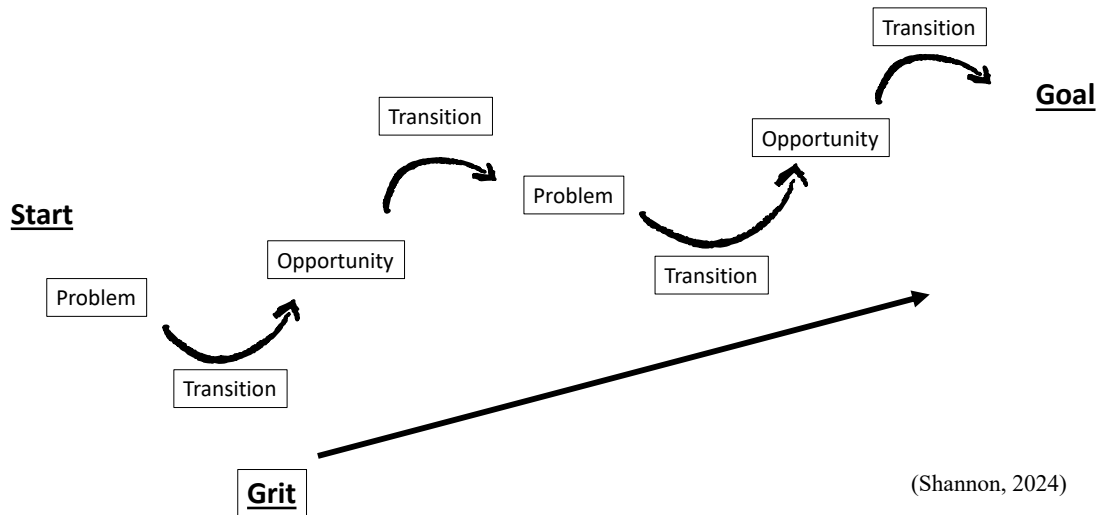 Transition
Goal
Transition
Opportunity
Problem
Start
Opportunity
Transition
Problem
Transition
Grit
(Shannon, 2024)